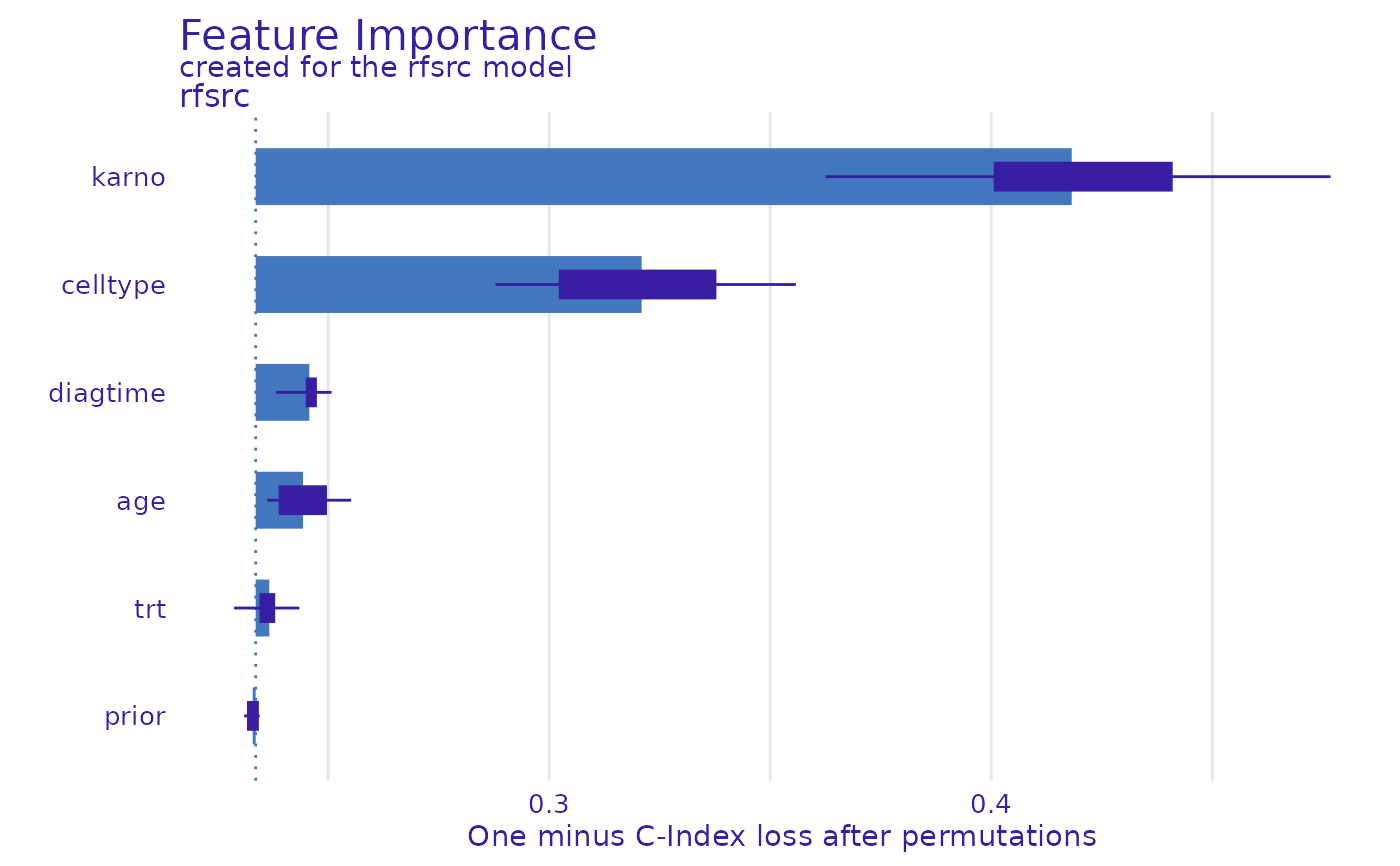 Feature Importance
created for the rfsrc model
rfsrc
karno
celltype
diagtime
age
trt
prior
0.3
0.4
One minus C-Index loss after permutations